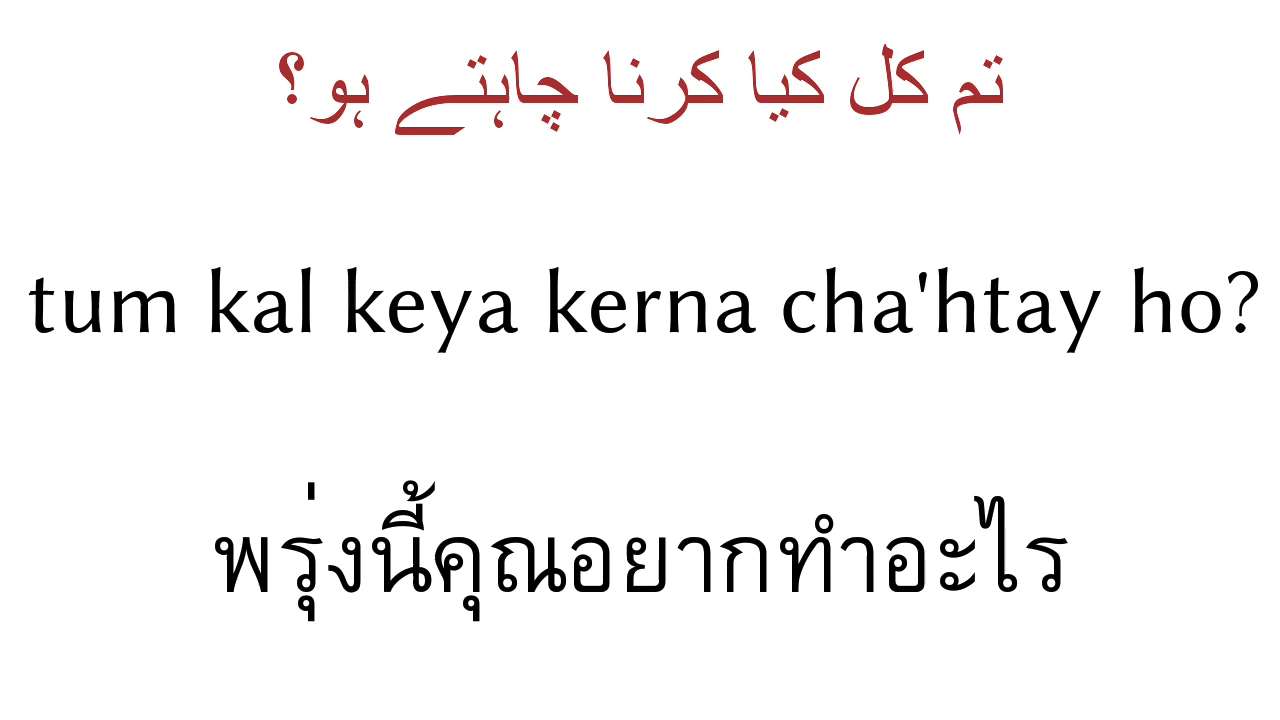 تم کل کیا کرنا چاہتے ہو؟
tum kal keya kerna cha'htay ho?
พรุ่งนี้คุณอยากทำอะไร